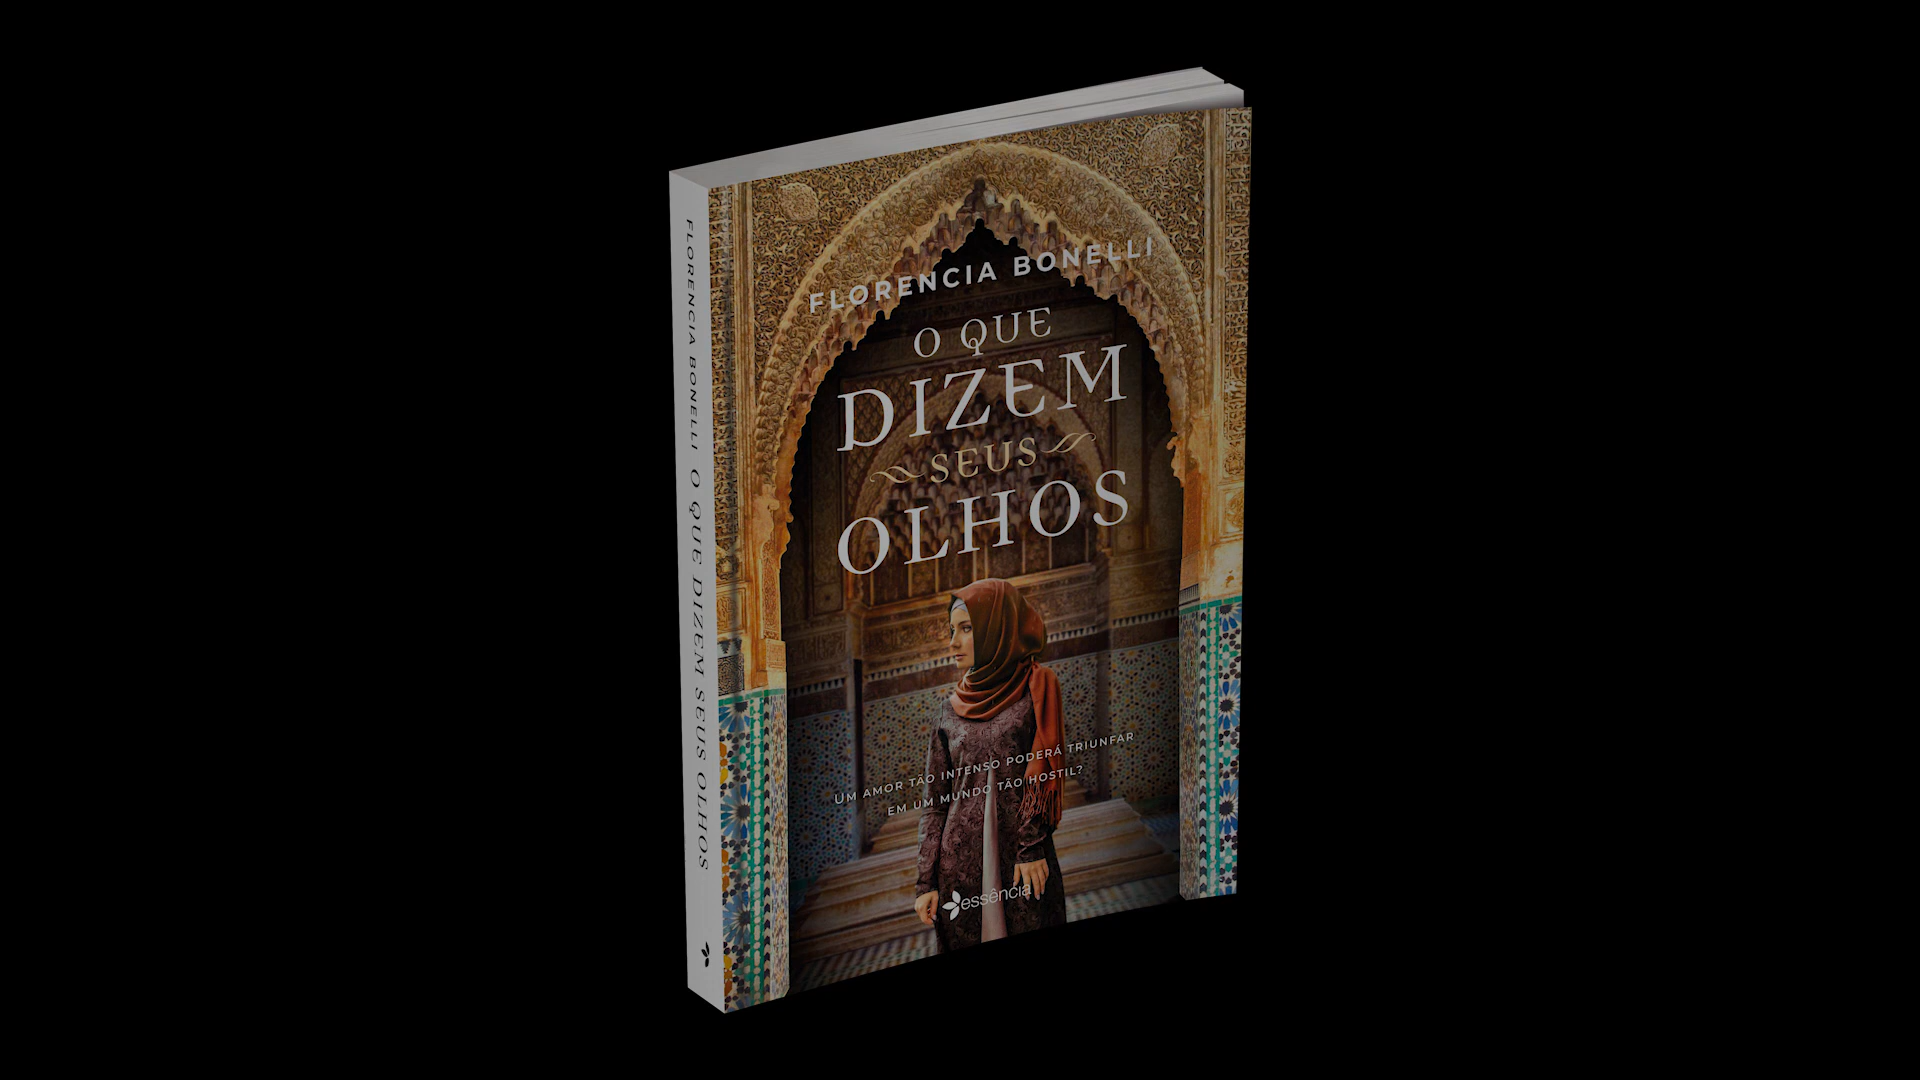 FLORENCIA BONELLI
O QUE
DIZEM
SEUS
OLHOS
UM AMOR TÃO INTENSO PODERÁ TRIUNFAR
EM UM MUNDO TÃO HOSTIL?
essência
FLORENCIA BONELLI O QUE DIZEM SEUS OLHOS